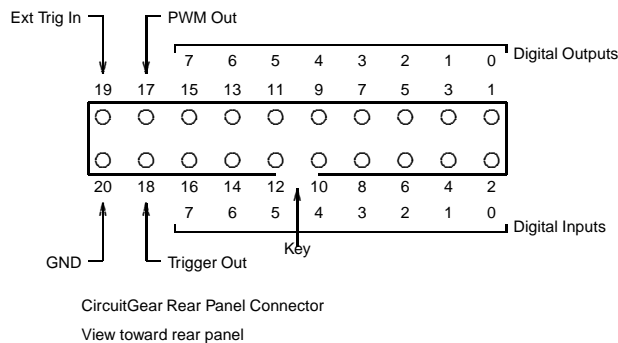 Ext Trig In PWM Out
7 6 5 4 3 2 1 0 Digital Outputs
19 17 15 13 11 9 7 5 3 1
20 18 16 14 12 10 8 6 4 2
7 6 5 4 3 2 1 0 Digital Inputs
Key
GND Trigger Out
CircuitGear Rear Panel Connector
View toward rear panel